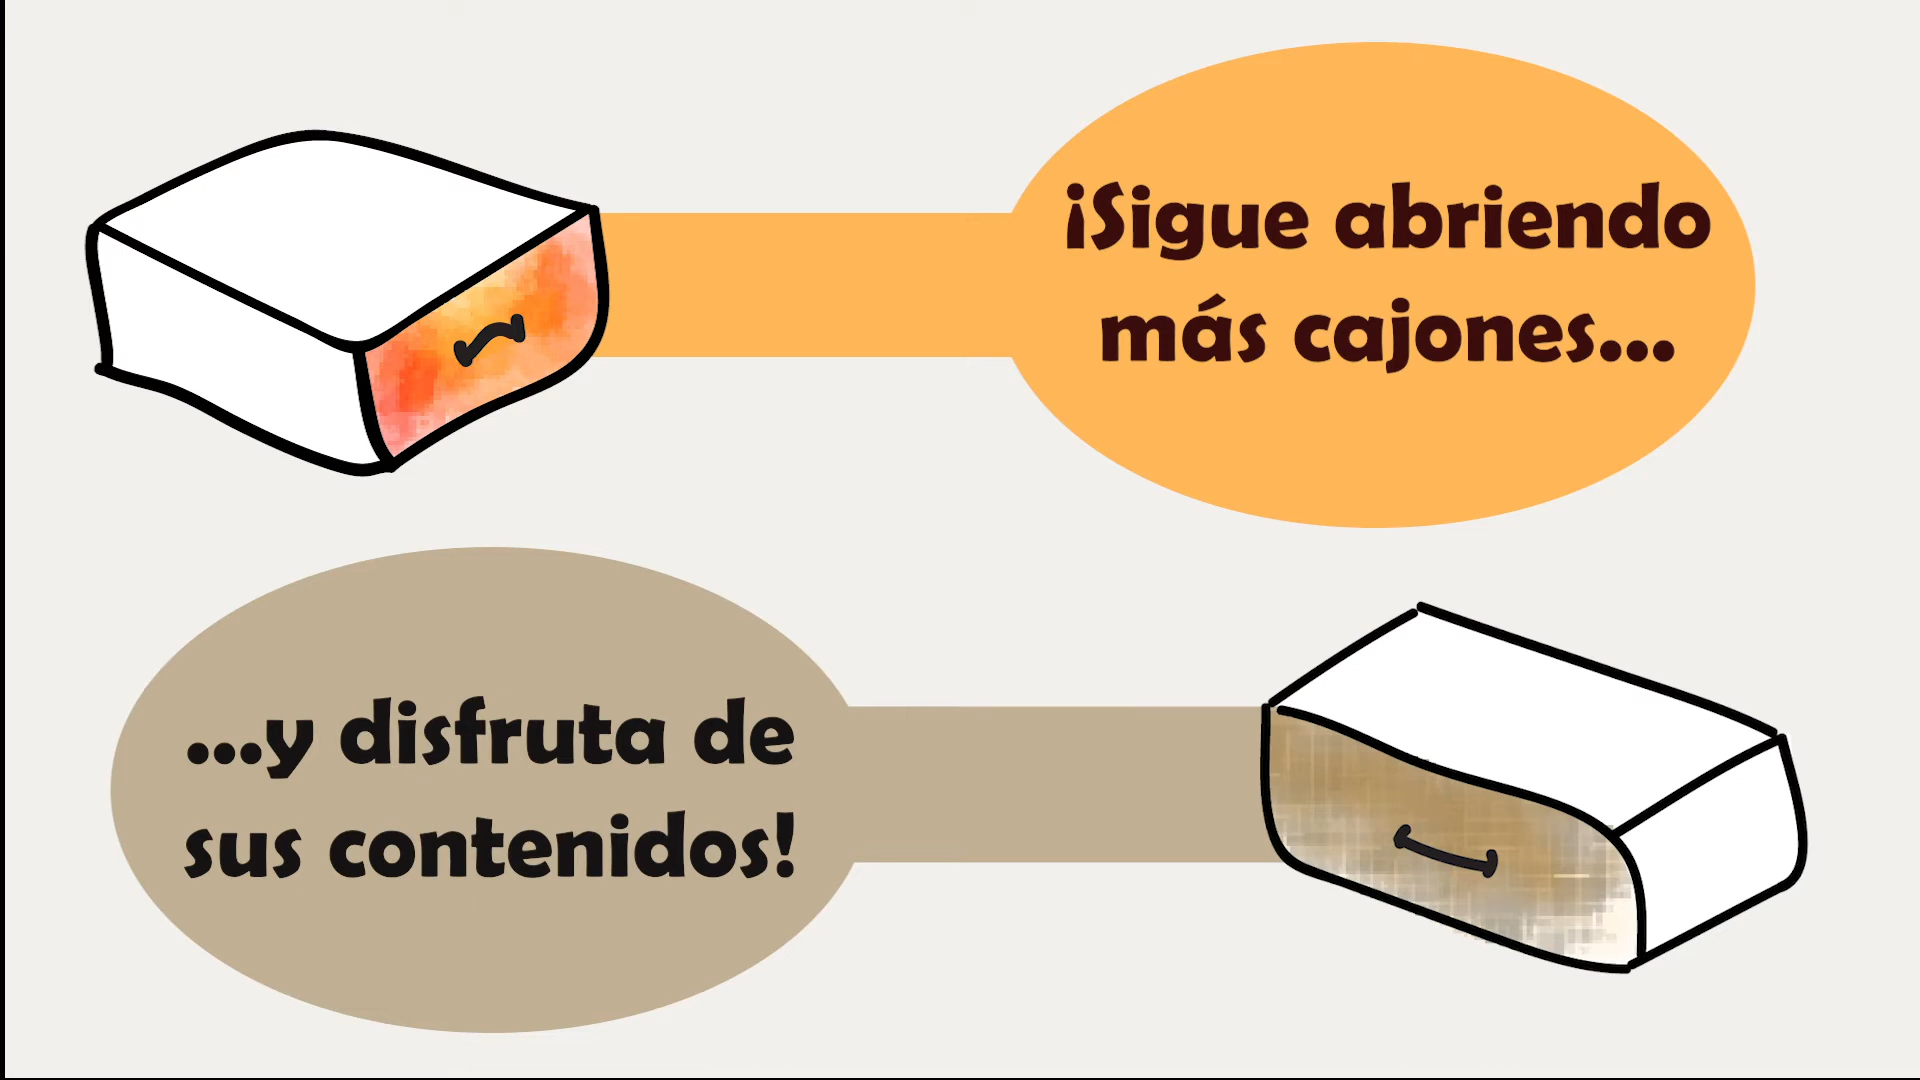 ¡Sigue abriendo
más cajones...
...y disfruta de
sus contenidos!